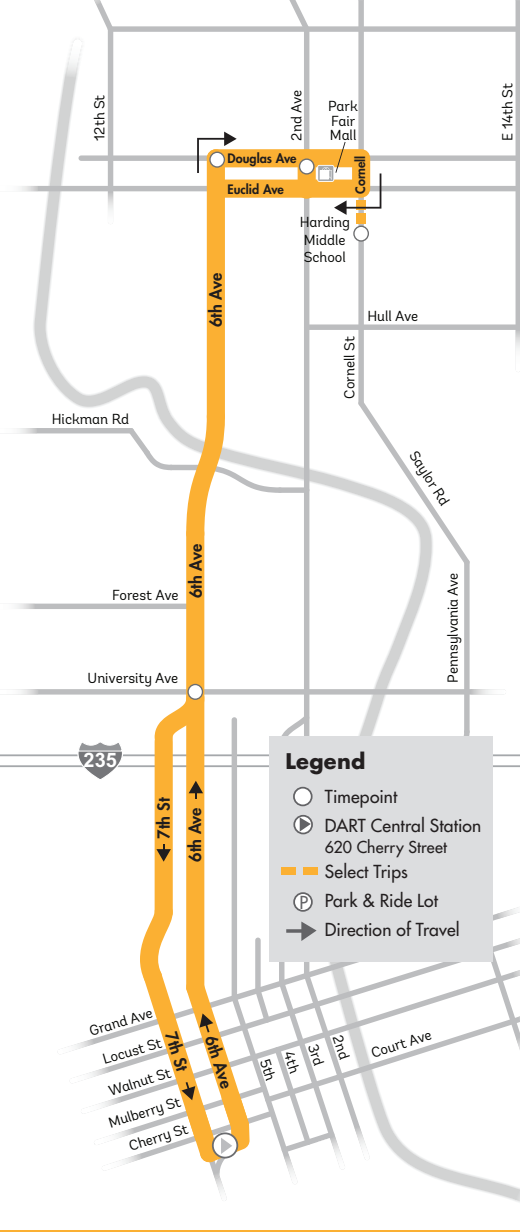 12th St
2nd Ave
E 14th St
Park
Fair
Mall
Douglas Ave
Cornell
Euclid Ave
Harding
Middle
School
6th Ave
Hull Ave
Cornell St
Hickman Rd
Saylor Rd
6th Ave
Forest Ave
Pennsylvania Ave
University Ave
235
7th St
6th Ave
Legend
Timepoint
DART Central Station
620 Cherry Street
Select Trips
P Park & Ride Lot
Direction of Travel
Grand Ave
Locust St
Walnut St
Mulberry St
Cherry St
7th St
6th Ave
5th
4th
3rd
2nd
Court Ave